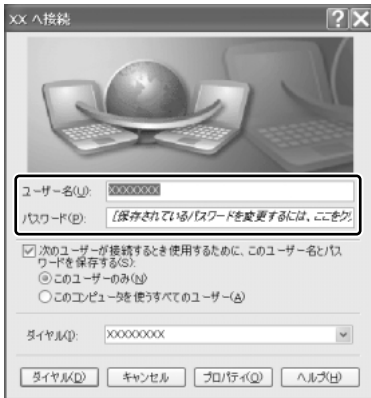 XX へ接続
ユーザー名(U): XXXXXXXX
パスワード(P): [保存されているパスワードを変更するには、ここをク
次のユーザーが接続するとき使用するために、このユーザー名とパス
ワードを保存する(S):
このユーザーのみ(N)
このコンピュータを使うすべてのユーザー(A)
ダイヤル(I): XXXXXXXX
ダイヤル(D) キャンセル プロパティ(O) ヘルプ(H)